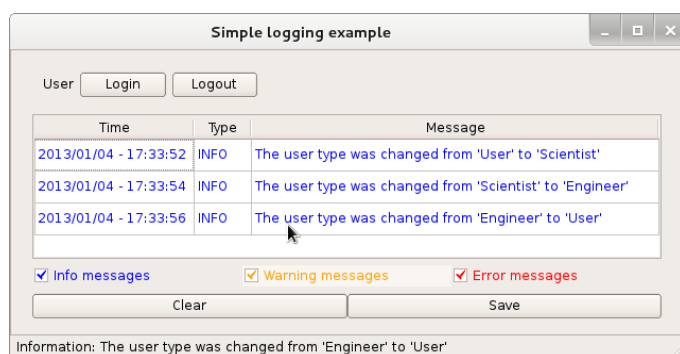 Simple logging example
User Login Logout
Time Type Message
2013/01/04 - 17:33:52 INFO The user type was changed from 'User' to 'Scientist'
2013/01/04 - 17:33:54 INFO The user type was changed from 'Scientist' to 'Engineer'
2013/01/04 - 17:33:56 INFO The user type was changed from 'Engineer' to 'User'
Info messages Warning messages Error messages
Clear Save
Information: The user type was changed from 'Engineer' to 'User'